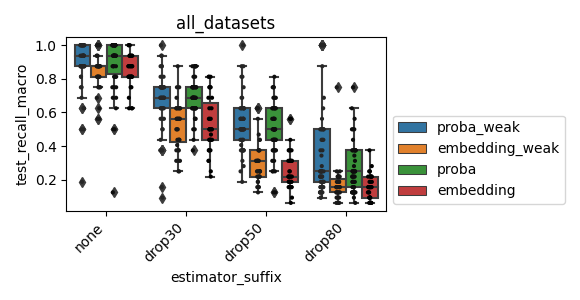 all_datasets
test_recall_macro
1.0
0.8
0.6
0.4
0.2
none
drop30
drop50
drop80
estimator_suffix
proba_weak
embedding_weak
proba
embedding